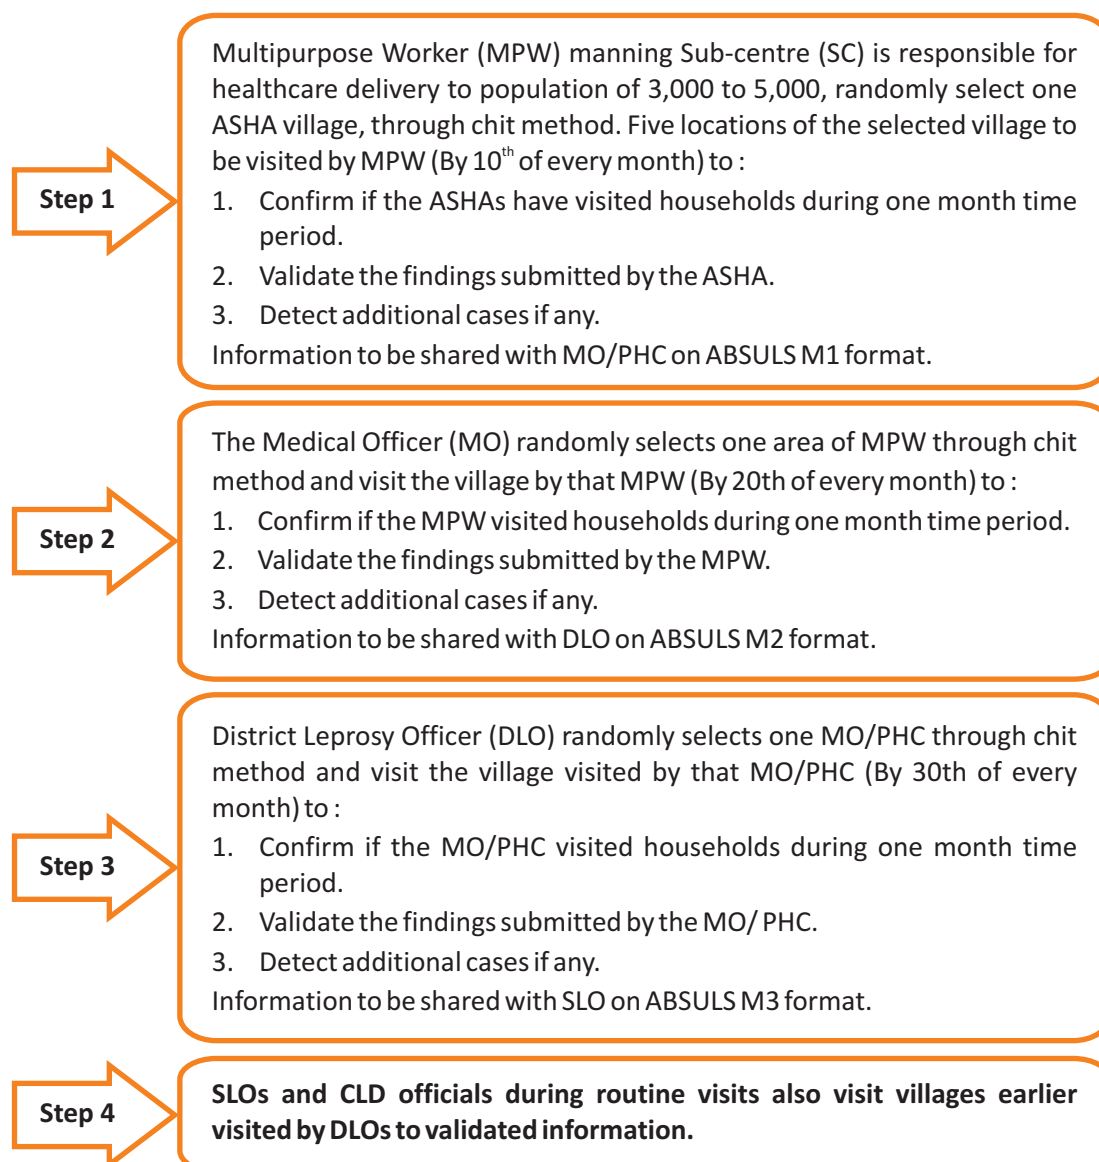 Step 1
Multipurpose Worker (MPW) manning Sub-centre (SC) is responsible for
healthcare delivery to population of 3,000 to 5,000, randomly select one
ASHA village, through chit method. Five locations of the selected village to
be visited by MPW (By 10th of every month) to :
1. Confirm if the ASHAs have visited households during one month time
period.
2. Validate the findings submitted by the ASHA.
3. Detect additional cases if any.
Information to be shared with MO/PHC on ABSULS M1 format.
Step 2
The Medical Officer (MO) randomly selects one area of MPW through chit
method and visit the village by that MPW (By 20th of every month) to :
1. Confirm if the MPW visited households during one month time period.
2. Validate the findings submitted by the MPW.
3. Detect additional cases if any.
Information to be shared with DLO on ABSULS M2 format.
Step 3
District Leprosy Officer (DLO) randomly selects one MO/PHC through chit
method and visit the village visited by that MO/PHC (By 30th of every
month) to :
1. Confirm if the MO/PHC visited households during one month time
period.
2. Validate the findings submitted by the MO/ PHC.
3. Detect additional cases if any.
Information to be shared with SLO on ABSULS M3 format.
Step 4
SLOs and CLD officials during routine visits also visit villages earlier
visited by DLOs to validated information.